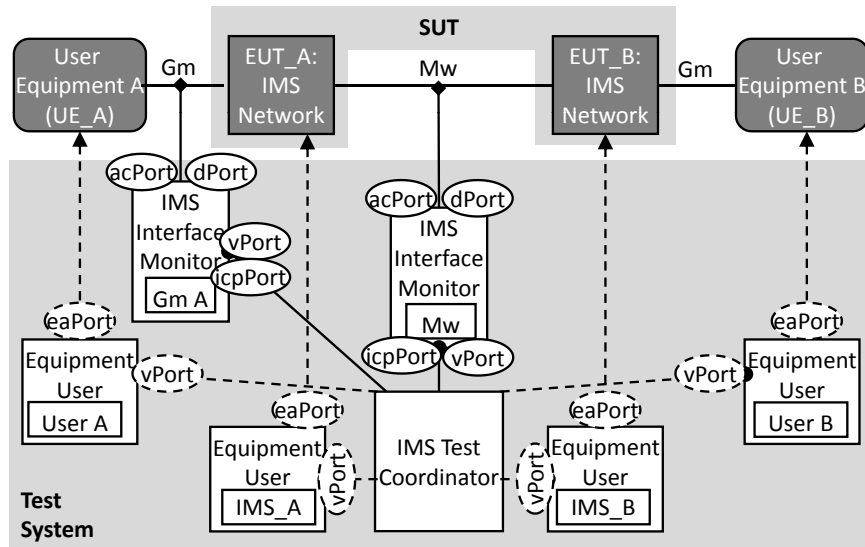 SUT
User
Equipment A
(UE_A)
Gm
EUT_A:
IMS
Network
Mw
EUT_B:
IMS
Network
Gm
User
Equipment B
(UE_B)
acPort
dPort
IMS
Interface
Monitor
Gm A
vPort
icpPort
acPort
dPort
IMS
Interface
Monitor
Mw
icpPort
vPort
eaPort
Equipment
User
User A
vPort
eaPort
Equipment
User
IMS_A
vPort
IMS Test
Coordinator
eaPort
Equipment
User
IMS_B
vPort
eaPort
Equipment
User
User B
vPort
Test
System